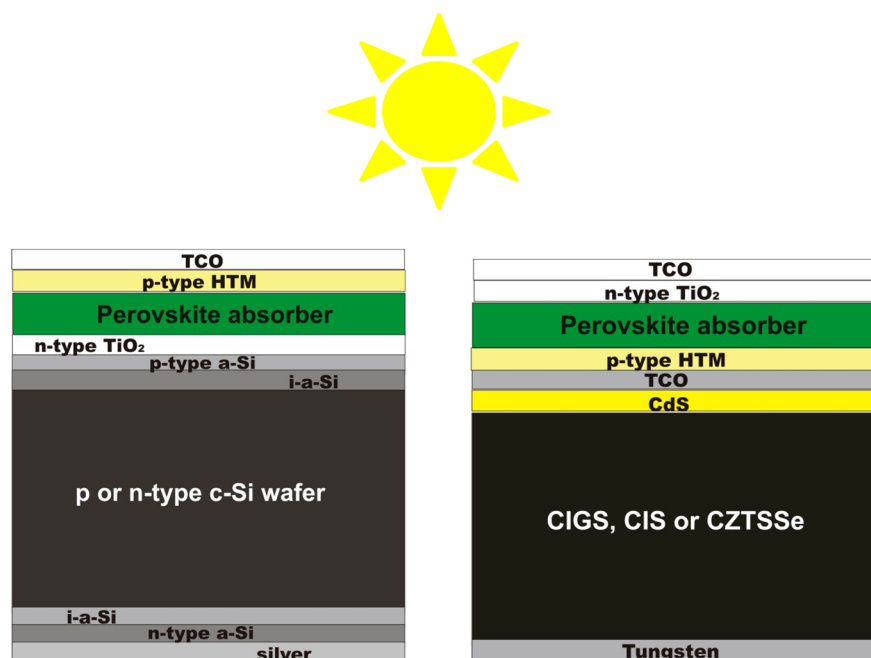 TCO
p-type HTM
Perovskite absorber
n-type TiO₂
p-type a-Si
i-a-Si
p or n-type c-Si wafer
i-a-Si
n-type a-Si
silver
TCO
n-type TiO₂
Perovskite absorber
p-type HTM
TCO
CdS
CIGS, CIS or CZTSSe
Tungsten